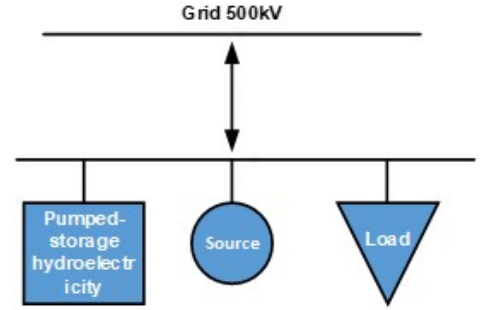 Grid 500kV
Pumped-
storage
hydroelectr
icity
Source
Load